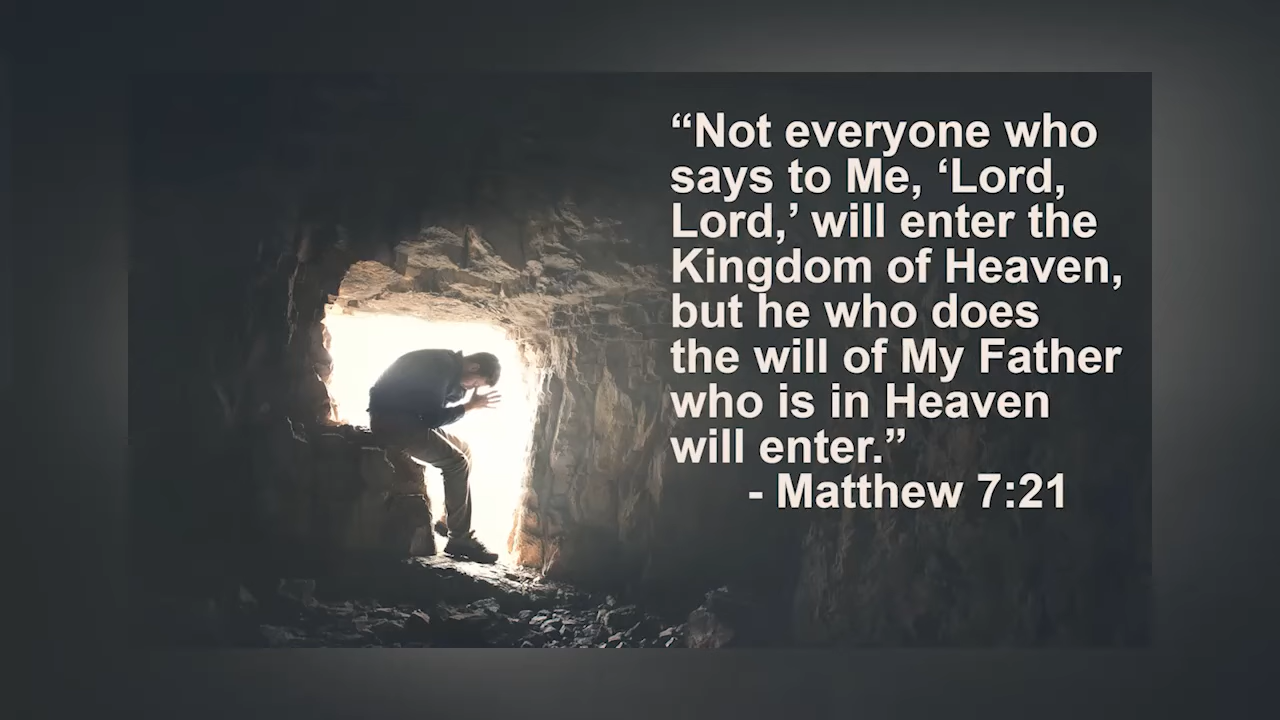 “Not everyone who
says to Me, ‘Lord,
Lord,’ will enter the
Kingdom of Heaven,
but he who does
the will of My Father
who is in Heaven
will enter.”
- Matthew 7:21